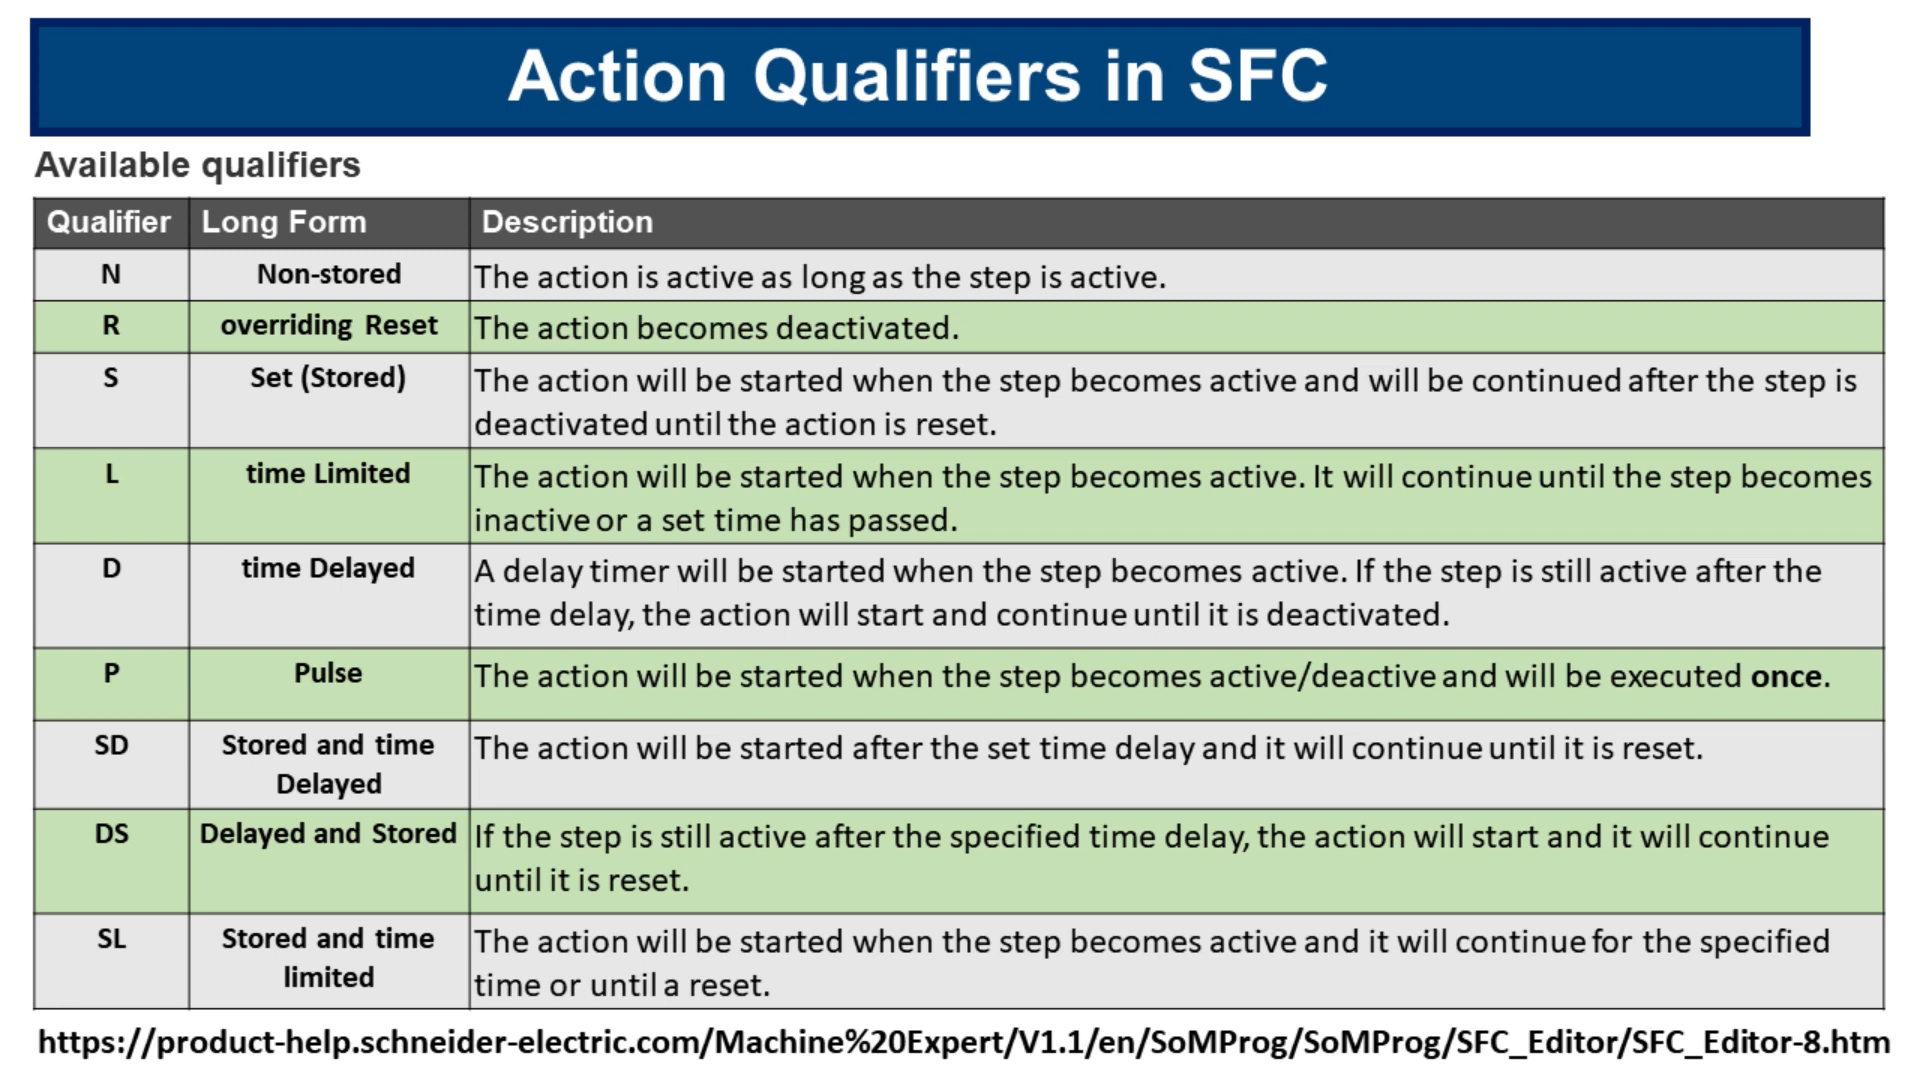 Action Qualifiers in SFC
Available qualifiers
Qualifier Long Form Description
N Non-stored The action is active as long as the step is active.
R overriding Reset The action becomes deactivated.
S Set (Stored) The action will be started when the step becomes active and will be continued after the step is
deactivated until the action is reset.
L time Limited The action will be started when the step becomes active. It will continue until the step becomes
inactive or a set time has passed.
D time Delayed A delay timer will be started when the step becomes active. If the step is still active after the
time delay, the action will start and continue until it is deactivated.
P Pulse The action will be started when the step becomes active/deactive and will be executed once.
SD Stored and time The action will be started after the set time delay and it will continue until it is reset.
Delayed
DS Delayed and Stored If the step is still active after the specified time delay, the action will start and it will continue
until it is reset.
SL Stored and time The action will be started when the step becomes active and it will continue for the specified
limited time or until a reset.
https://product-help.schneider-electric.com/Machine%20Expert/V1.1/en/SoMProg/SoMProg/SFC_Editor/SFC_Editor-8.htm